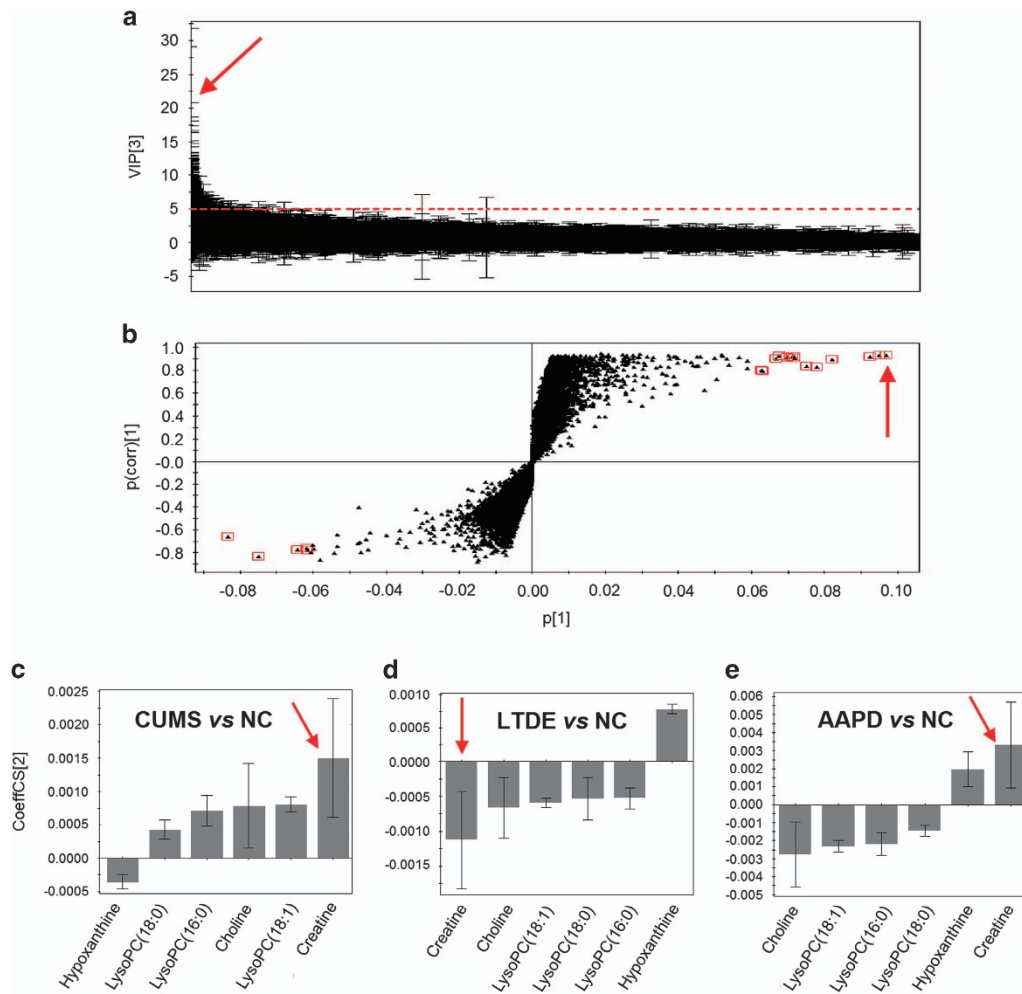 a
30
25
20
15
10
5
0
-5
VIP[3]
b
1.0
0.8
0.6
0.4
0.2
-0.0
-0.2
-0.4
-0.6
-0.8
p(corr)[1]
-0.08 -0.06 -0.04 -0.02 0.00 0.02 0.04 0.06 0.08 0.10
p[1]
c
CUMS vs NC
0.0025
0.0020
0.0015
0.0010
0.0005
0.0000
-0.0005
CoeffCS[2]
Hypoxanthine
LysoPC(18:0)
LysoPC(16:0)
Choline
LysoPC(18:1)
Creatine
d
LTDE vs NC
0.0010
0.0005
0.0000
-0.0005
-0.0010
-0.0015
Creatine
Choline
LysoPC(18:1)
LysoPC(18:0)
LysoPC(16:0)
Hypoxanthine
e
AAPD vs NC
0.006
0.005
0.004
0.003
0.002
0.001
0.000
-0.001
-0.002
-0.003
-0.004
-0.005
Choline
LysoPC(18:1)
LysoPC(16:0)
LysoPC(18:0)
Hypoxanthine
Creatine